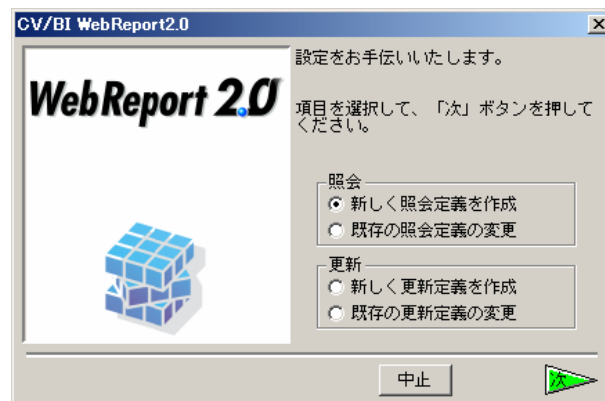 CV/BI WebReport2.0
WebReport 2.0
設定をお手伝いいたします。
項目を選択して、「次」ボタンを押して
ください。
照会
新しく照会定義を作成
既存の照会定義の変更
更新
新しく更新定義を作成
既存の更新定義の変更
中止
次